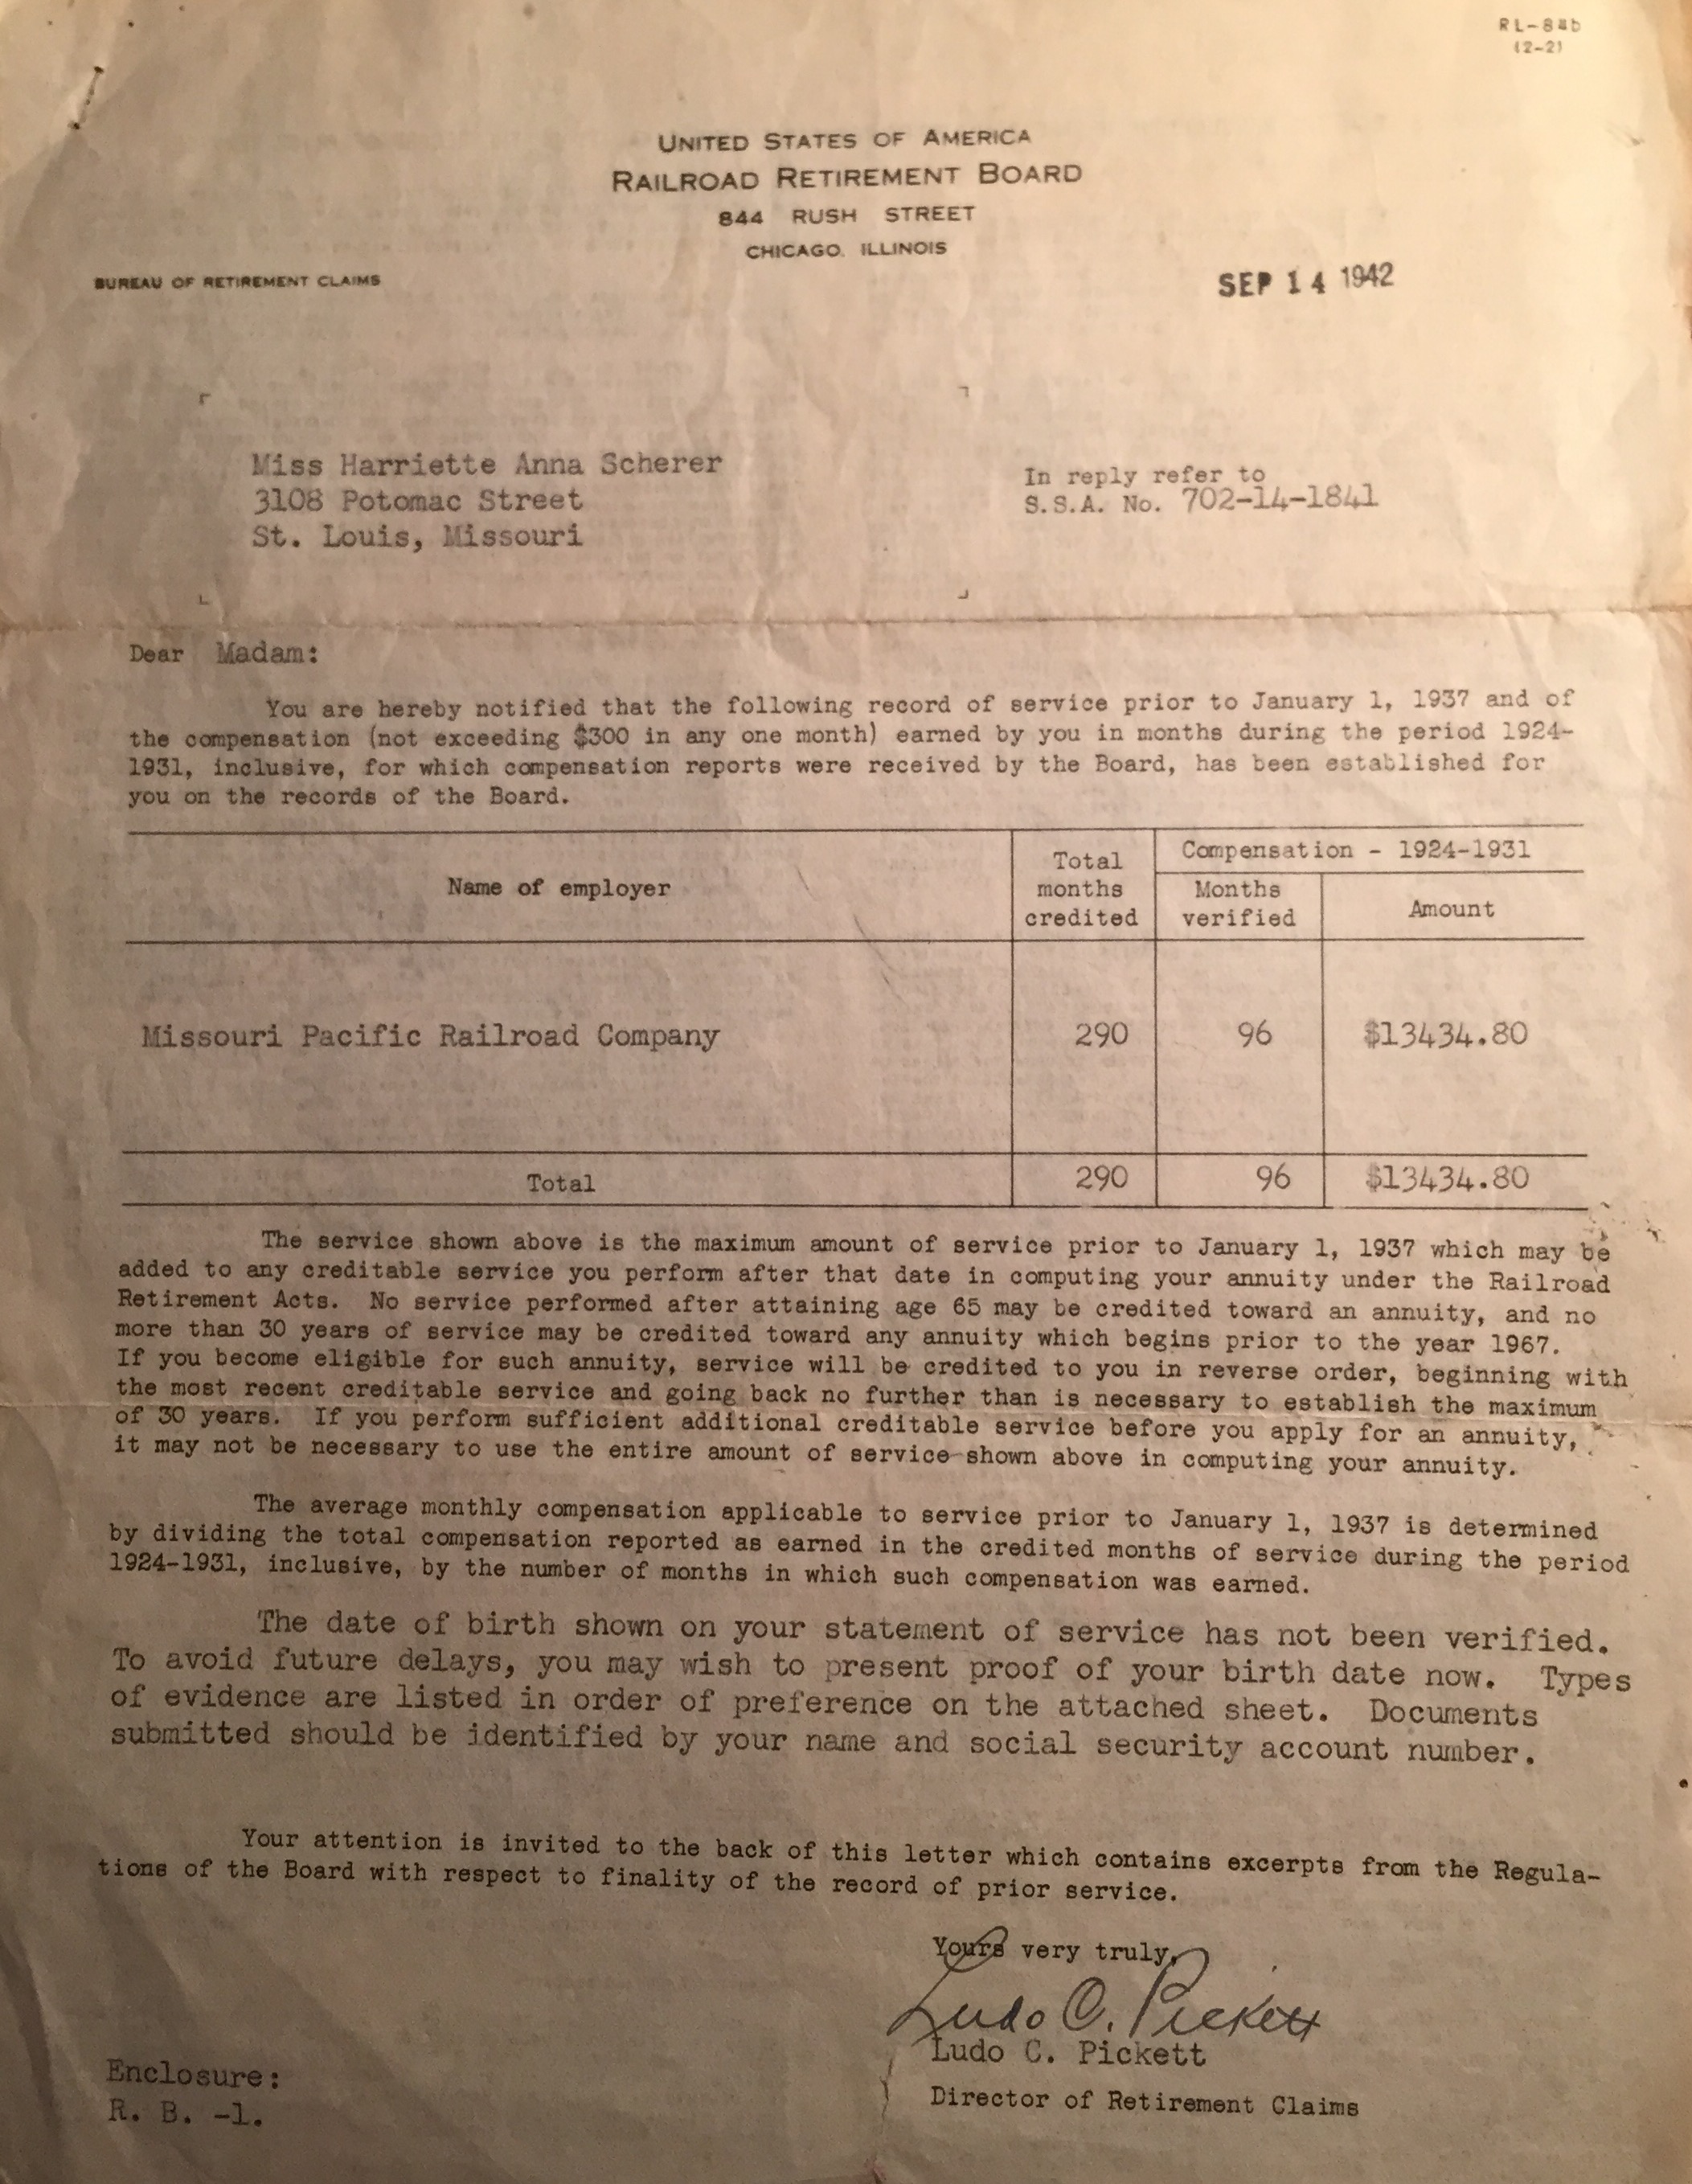 RL-84b
(2-2)
UNITED STATES OF AMERICA
RAILROAD RETIREMENT BOARD
844 RUSH STREET
CHICAGO, ILLINOIS
BUREAU OF RETIREMENT CLAIMS
SEP 14 1942
Miss Harriette Anna Scherer
3108 Potomac Street
St. Louis, Missouri
In reply refer to
S.S.A. No. 702-14-1841
Dear Madam:
You are hereby notified that the following record of service prior to January 1, 1937 and of
the compensation (not exceeding $300 in any one month) earned by you in months during the period 1924-
1931, inclusive, for which compensation reports were received by the Board, has been established for
you on the records of the Board.
Name of employer
Total
months
credited
Compensation - 1924-1931
Months
verified
Amount
Missouri Pacific Railroad Company 290 96 $13434.80
Total 290 96 $13434.80
The service shown above is the maximum amount of service prior to January 1, 1937 which may be
added to any creditable service you perform after that date in computing your annuity under the Railroad
Retirement Acts. No service performed after attaining age 65 may be credited toward an annuity, and no
more than 30 years of service may be credited toward any annuity which begins prior to the year 1967.
If you become eligible for such annuity, service will be credited to you in reverse order, beginning with
the most recent creditable service and going back no further than is necessary to establish the maximum
of 30 years. If you perform sufficient additional creditable service before you apply for an annuity,
it may not be necessary to use the entire amount of service shown above in computing your annuity.
The average monthly compensation applicable to service prior to January 1, 1937 is determined
by dividing the total compensation reported as earned in the credited months of service during the period
1924-1931, inclusive, by the number of months in which such compensation was earned.
The date of birth shown on your statement of service has not been verified.
To avoid future delays, you may wish to present proof of your birth date now. Types
of evidence are listed in order of preference on the attached sheet. Documents
submitted should be identified by your name and social security account number.
Your attention is invited to the back of this letter which contains excerpts from the Regula-
tions of the Board with respect to finality of the record of prior service.
Yours very truly,
Ludo C. Pickett
Ludo C. Pickett
Director of Retirement Claims
Enclosure:
R. B. -1.